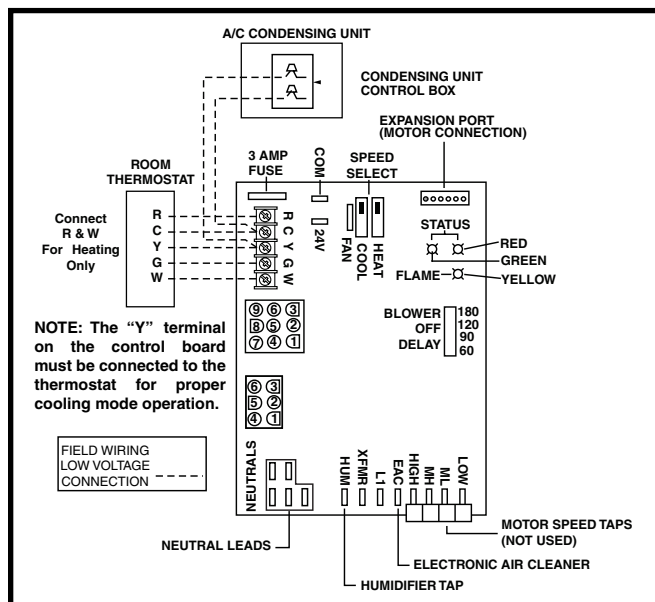 A/C CONDENSING UNIT
CONDENSING UNIT
CONTROL BOX
EXPANSION PORT
(MOTOR CONNECTION)
ROOM
THERMOSTAT
3 AMP
FUSE
COM
SPEED
SELECT
Connect
R & W
For Heating
Only
R
C
Y
G
W
R
C
Y
G
W
24V
FAN
COOL
HEAT
STATUS
RED
GREEN
FLAME
YELLOW
9 6 3
8 5 2
7 4 1
BLOWER
OFF
DELAY
180
120
90
60
NOTE: The “Y” terminal
on the control board
must be connected to the
thermostat for proper
cooling mode operation.
6 3
5 2
4 1
FIELD WIRING
LOW VOLTAGE
CONNECTION
NEUTRALS
HUM
XFMR
L1
EAC
HIGH
MH
ML
LOW
NEUTRAL LEADS
MOTOR SPEED TAPS
(NOT USED)
ELECTRONIC AIR CLEANER
HUMIDIFIER TAP